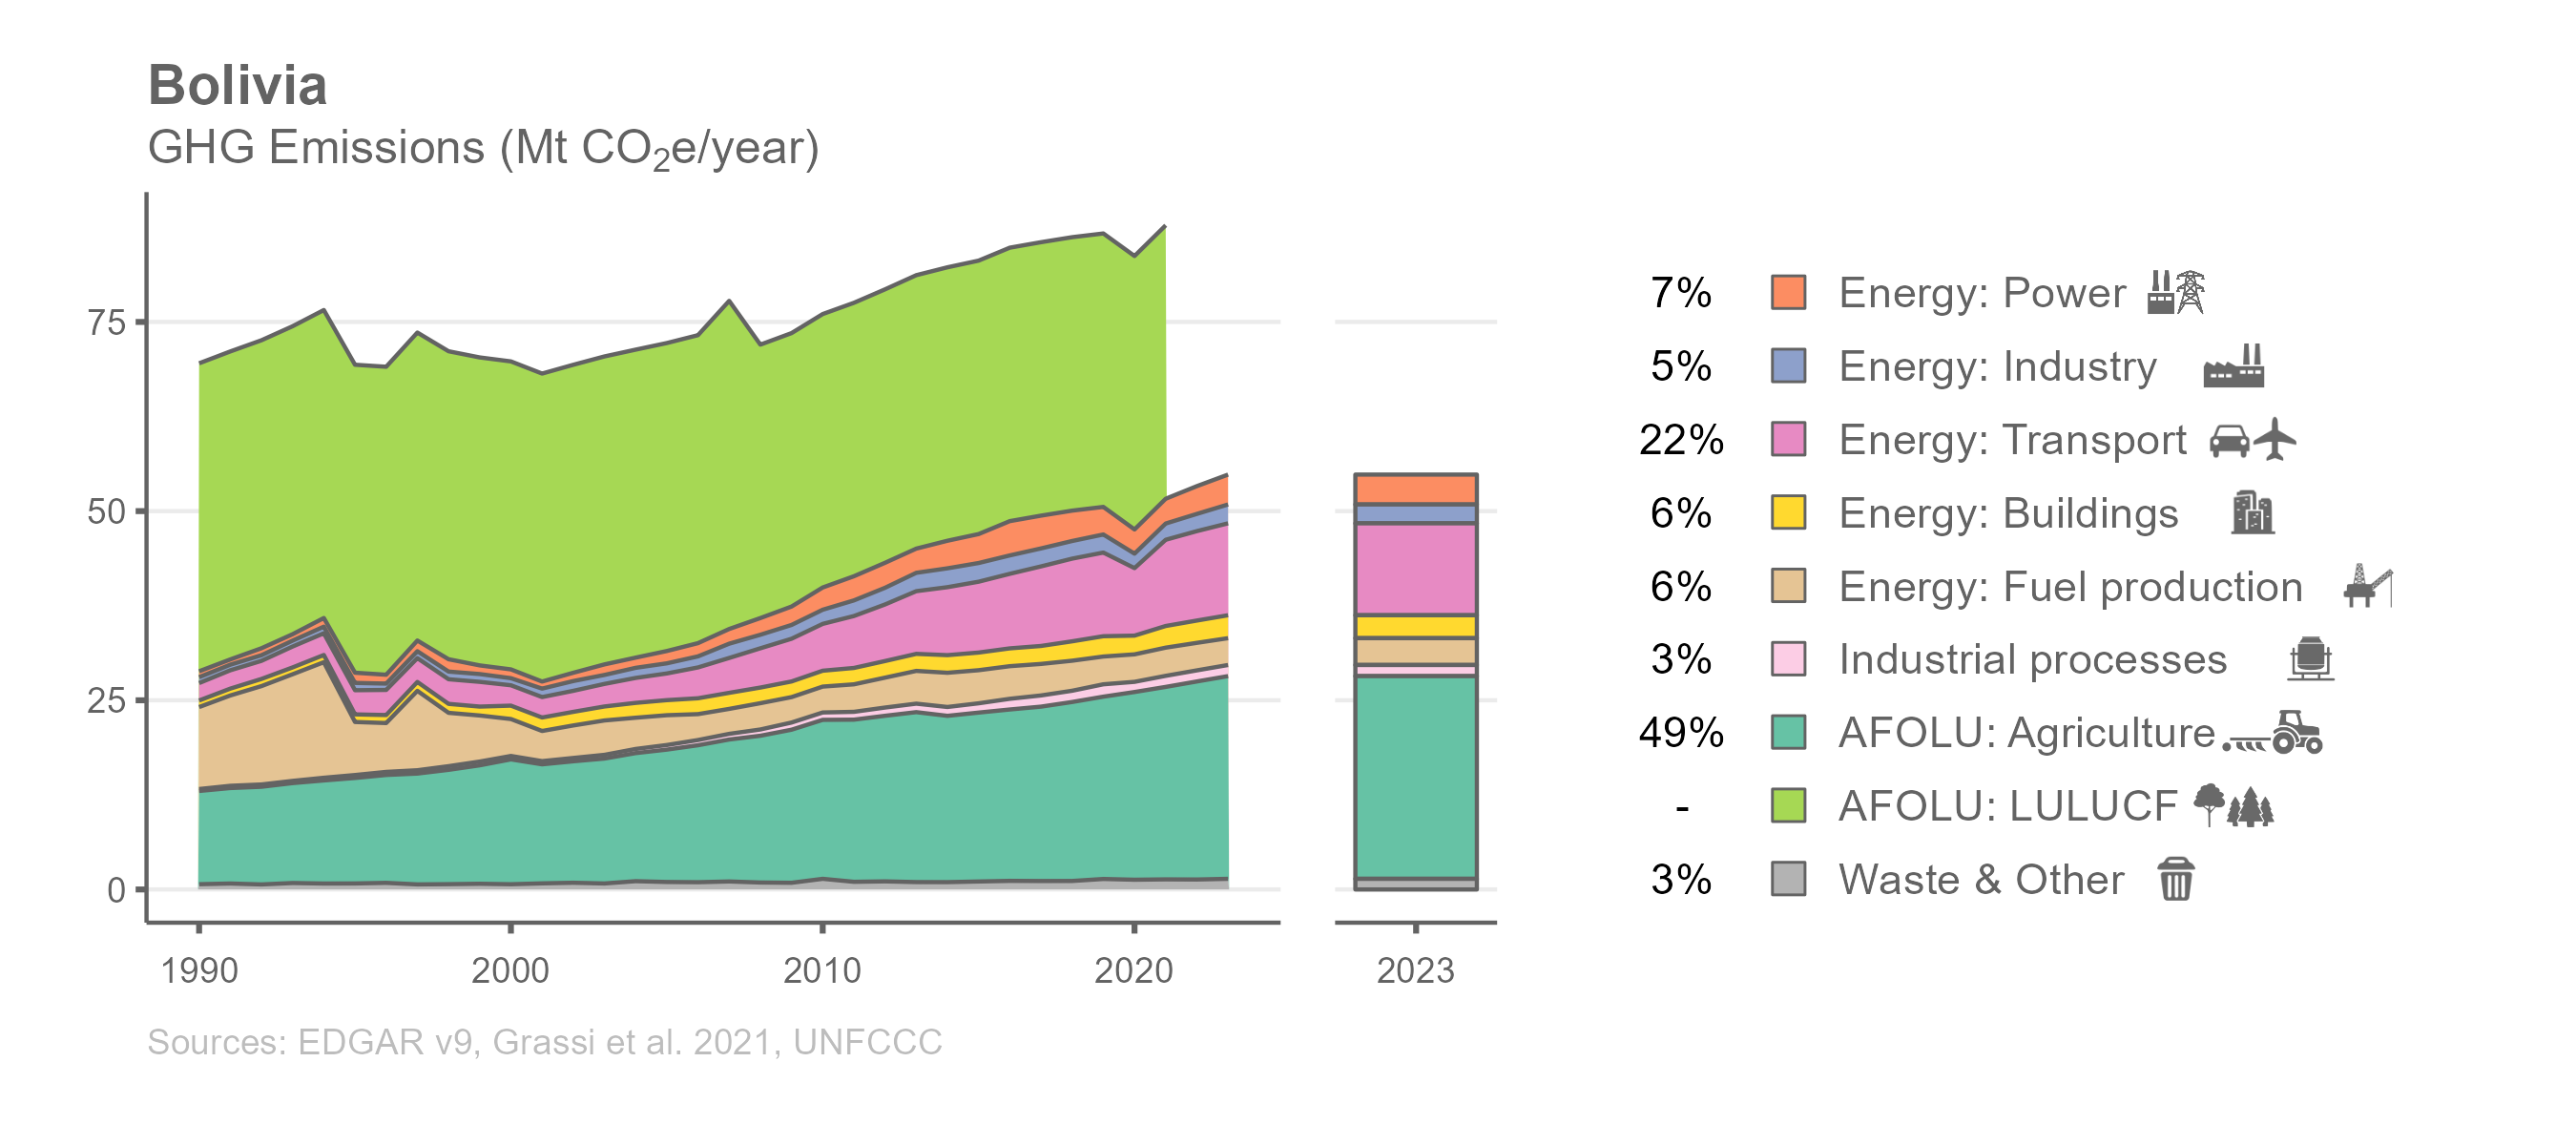 Bolivia
GHG Emissions (Mt CO₂e/year)
75
50
25
0
1990 2000 2010 2020 2023
7% Energy: Power
5% Energy: Industry
22% Energy: Transport
6% Energy: Buildings
6% Energy: Fuel production
3% Industrial processes
49% AFOLU: Agriculture
- AFOLU: LULUCF
3% Waste & Other
Sources: EDGAR v9, Grassi et al. 2021, UNFCCC